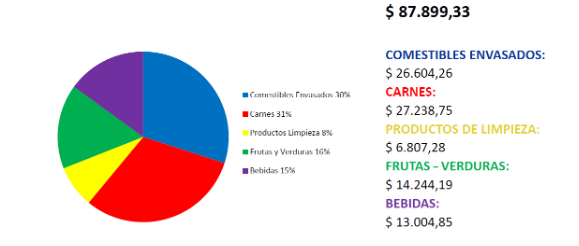 $ 87.899,33
Comestibles Envasados 30%
Carnes 31%
Productos Limpieza 8%
Frutas y Verduras 16%
Bebidas 15%
COMESTIBLES ENVASADOS:
$ 26.604,26
CARNES:
$ 27.238,75
PRODUCTOS DE LIMPIEZA:
$ 6.807,28
FRUTAS – VERDURAS:
$ 14.244,19
BEBIDAS:
$ 13.004,85